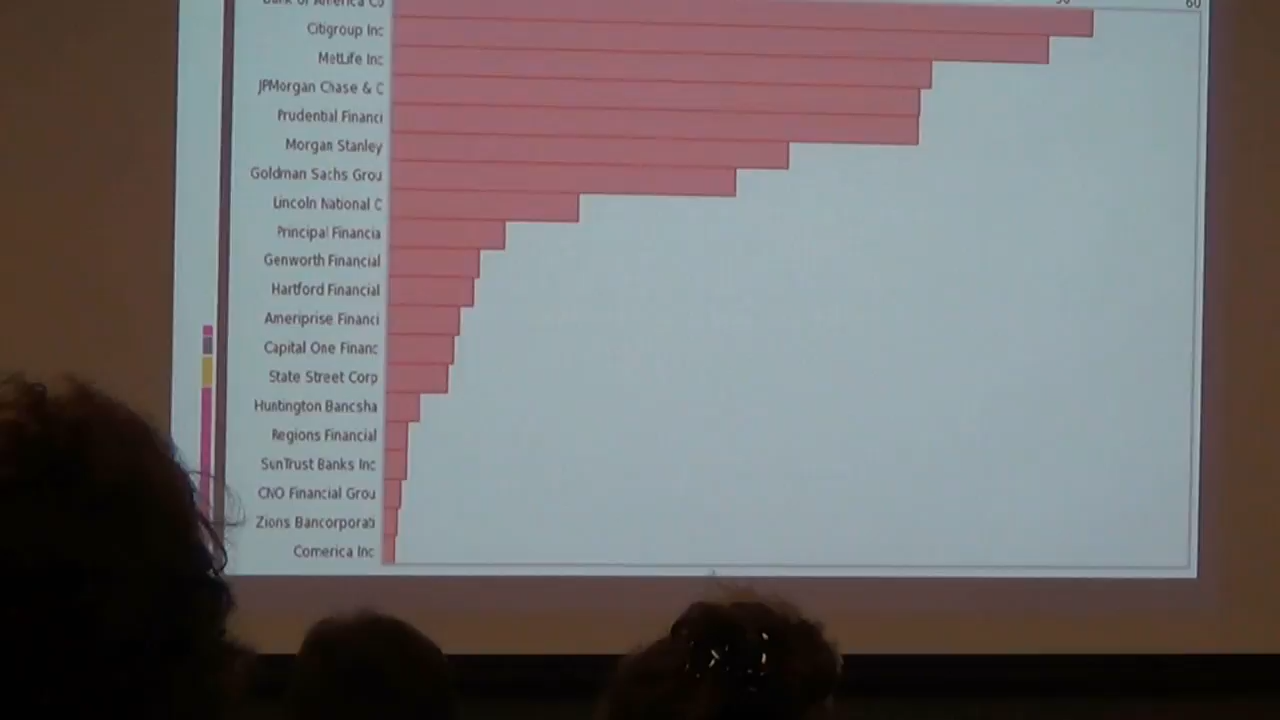 60
Citigroup Inc
MetLife Inc
JPMorgan Chase & C
Prudential Financi
Morgan Stanley
Goldman Sachs Grou
Lincoln National C
Principal Financia
Genworth Financial
Hartford Financial
Ameriprise Financi
Capital One Financ
State Street Corp
Huntington Bancsha
Regions Financial
SunTrust Banks Inc
CNO Financial Grou
Zions Bancorporati
Comerica Inc